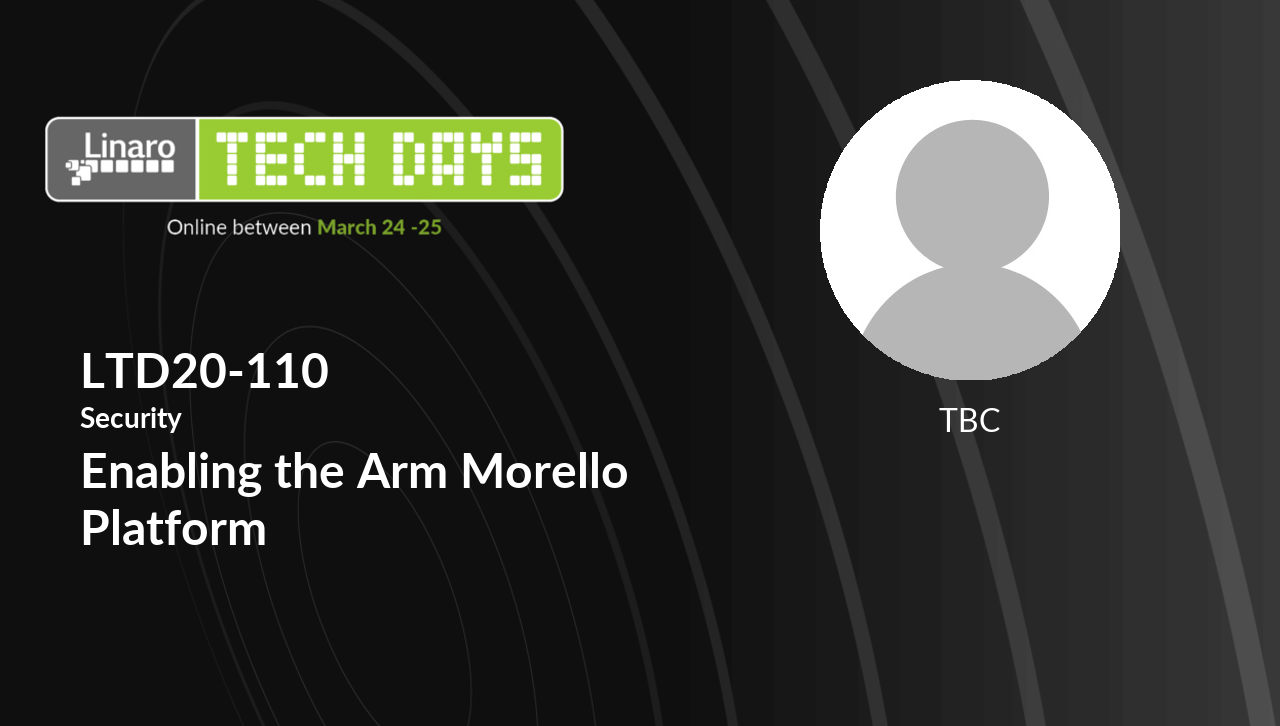 Linaro TECH DAYS
Online between March 24 -25
LTD20-110
Security
Enabling the Arm Morello
Platform
TBC